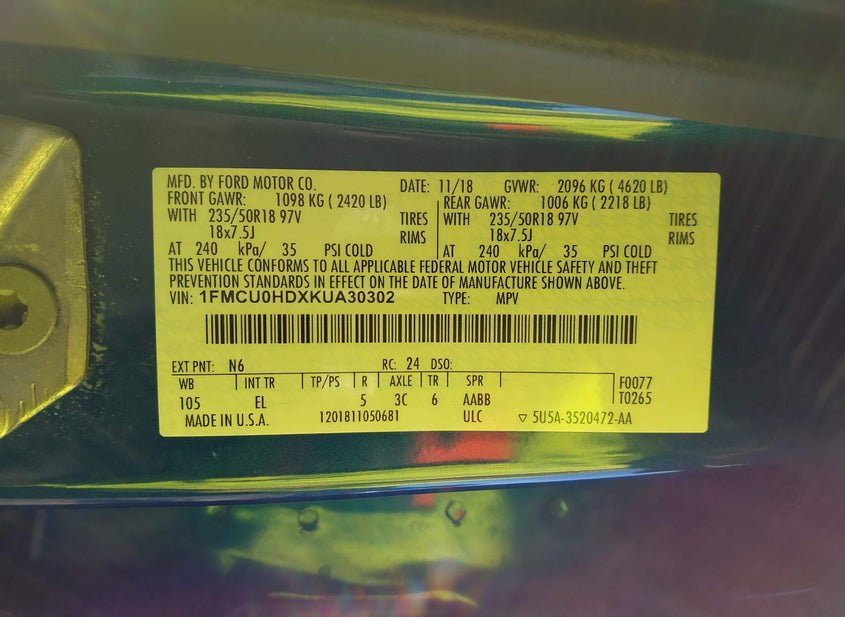 MFD. BY FORD MOTOR CO. DATE: 11/18 GVWR: 2096 KG ( 4620 LB)
FRONT GAWR: 1098 KG ( 2420 LB) REAR GAWR: 1006 KG ( 2218 LB)
WITH 235/50R18 97V TIRES WITH 235/50R18 97V TIRES
18x7.5J RIMS 18x7.5J RIMS
AT 240 kPa/ 35 PSI COLD AT 240 kPa/ 35 PSI COLD
THIS VEHICLE CONFORMS TO ALL APPLICABLE FEDERAL MOTOR VEHICLE SAFETY AND THEFT
PREVENTION STANDARDS IN EFFECT ON THE DATE OF MANUFACTURE SHOWN ABOVE.
VIN: 1FMCU0HDXKUA30302 TYPE: MPV
EXT PNT: N6 RC: 24 DSO:
WB INT TR TP/PS R AXLE TR SPR F0077
105 EL 5 3C 6 AABB T0265
MADE IN U.S.A. 1201811050681 ULC ▽ 5U5A-3520472-AA